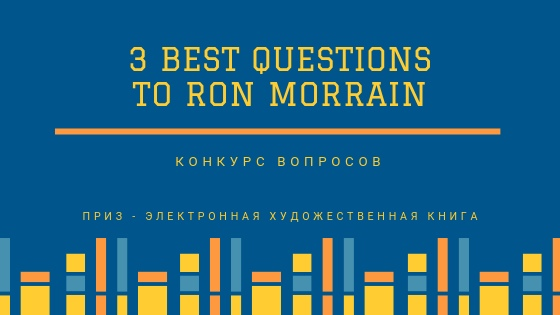 3 BEST QUESTIONS
TO RON MORRAIN
КОНКУРС ВОПРОСОВ
ПРИЗ - ЭЛЕКТРОННАЯ ХУДОЖЕСТВЕННАЯ КНИГА